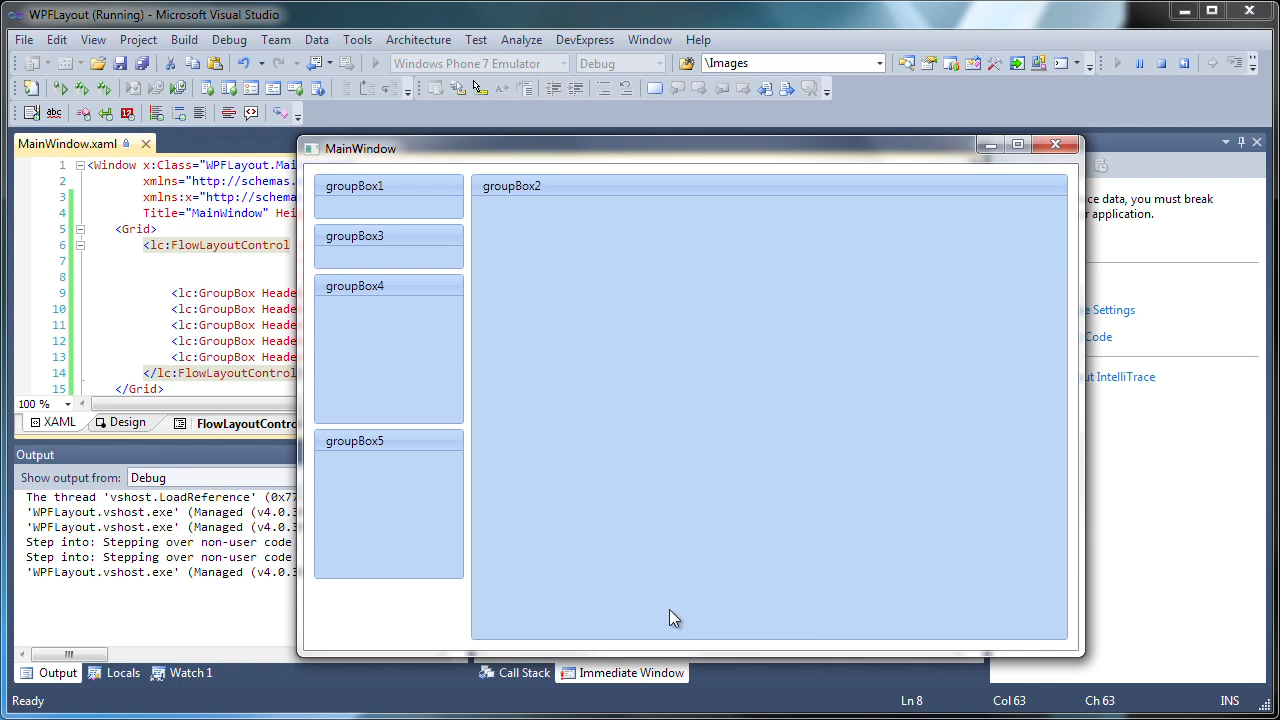 WPFLayout (Running) - Microsoft Visual Studio
File Edit View Project Build Debug Team Data Tools Architecture Test Analyze DevExpress Window Help
Windows Phone 7 Emulator Debug \Images
abc
MainWindow.xaml
MainWindow
1 <Window x:Class="WPFLayout.Mai
2 xmlns="http://schemas.
3 xmlns:x="http://schema
4 Title="MainWindow" Hei
5 <Grid>
6 <lc:FlowLayoutControl
7
8
9 <lc:GroupBox Heade
10 <lc:GroupBox Heade
11 <lc:GroupBox Heade
12 <lc:GroupBox Heade
13 <lc:GroupBox Heade
14 </lc:FlowLayoutContro
15 </Grid>
100 %
XAML Design FlowLayoutContro
groupBox1
groupBox2
groupBox3
groupBox4
groupBox5
ce data, you must break
application.
e Settings
Code
ut IntelliTrace
Output
Show output from: Debug
The thread 'vshost.LoadReference' (0x77
'WPFLayout.vshost.exe' (Managed (v4.0.3
'WPFLayout.vshost.exe' (Managed (v4.0.3
Step into: Stepping over non-user code
Step into: Stepping over non-user code
'WPFLayout.vshost.exe' (Managed (v4.0.3
Output Locals Watch 1 Call Stack Immediate Window
Ready Ln 8 Col 63 Ch 63 INS